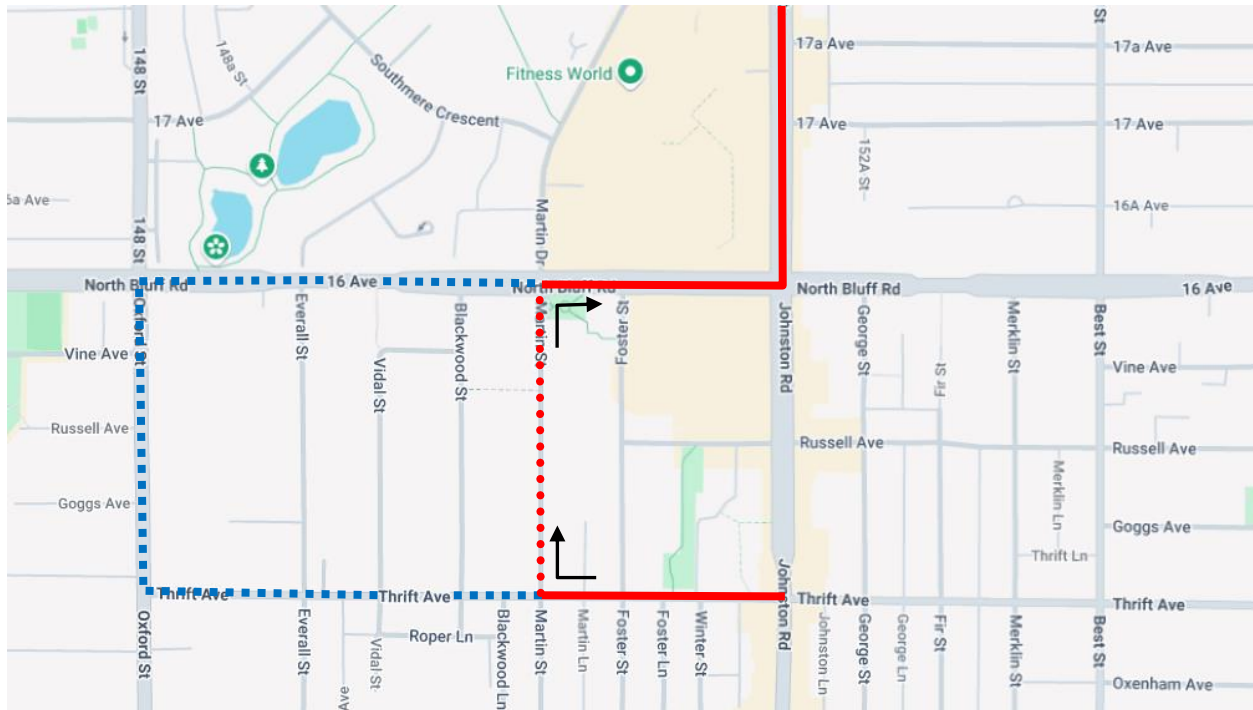 St
148 St
148a St
Southmere Crescent
Fitness World
17a Ave
17a Ave
17 Ave
17 Ave
17 Ave
152A St
a Ave
148 St
Martin Dr
16A Ave
North Bluff Rd
16 Ave
North Bluff Rd
North Bluff Rd
16 Ave
Oxford St
Everall St
Vidal St
Blackwood St
Martin St
Foster St
Johnston Rd
George St
Fir St
Merklin St
Best St
Vine Ave
Vine Ave
Russell Ave
Russell Ave
Russell Ave
Goggs Ave
Merklin Ln
Goggs Ave
Thrift Ln
Thrift Ave
Thrift Ave
Johnston Rd
Thrift Ave
Thrift Ave
Oxford St
Everall St
Vidal St
Ave
Roper Ln
Blackwood Ln
Martin St
Martin Ln
Foster St
Foster Ln
Winter St
Johnston Ln
George St
George Ln
Fir St
Merklin St
Best St
Oxenham Ave